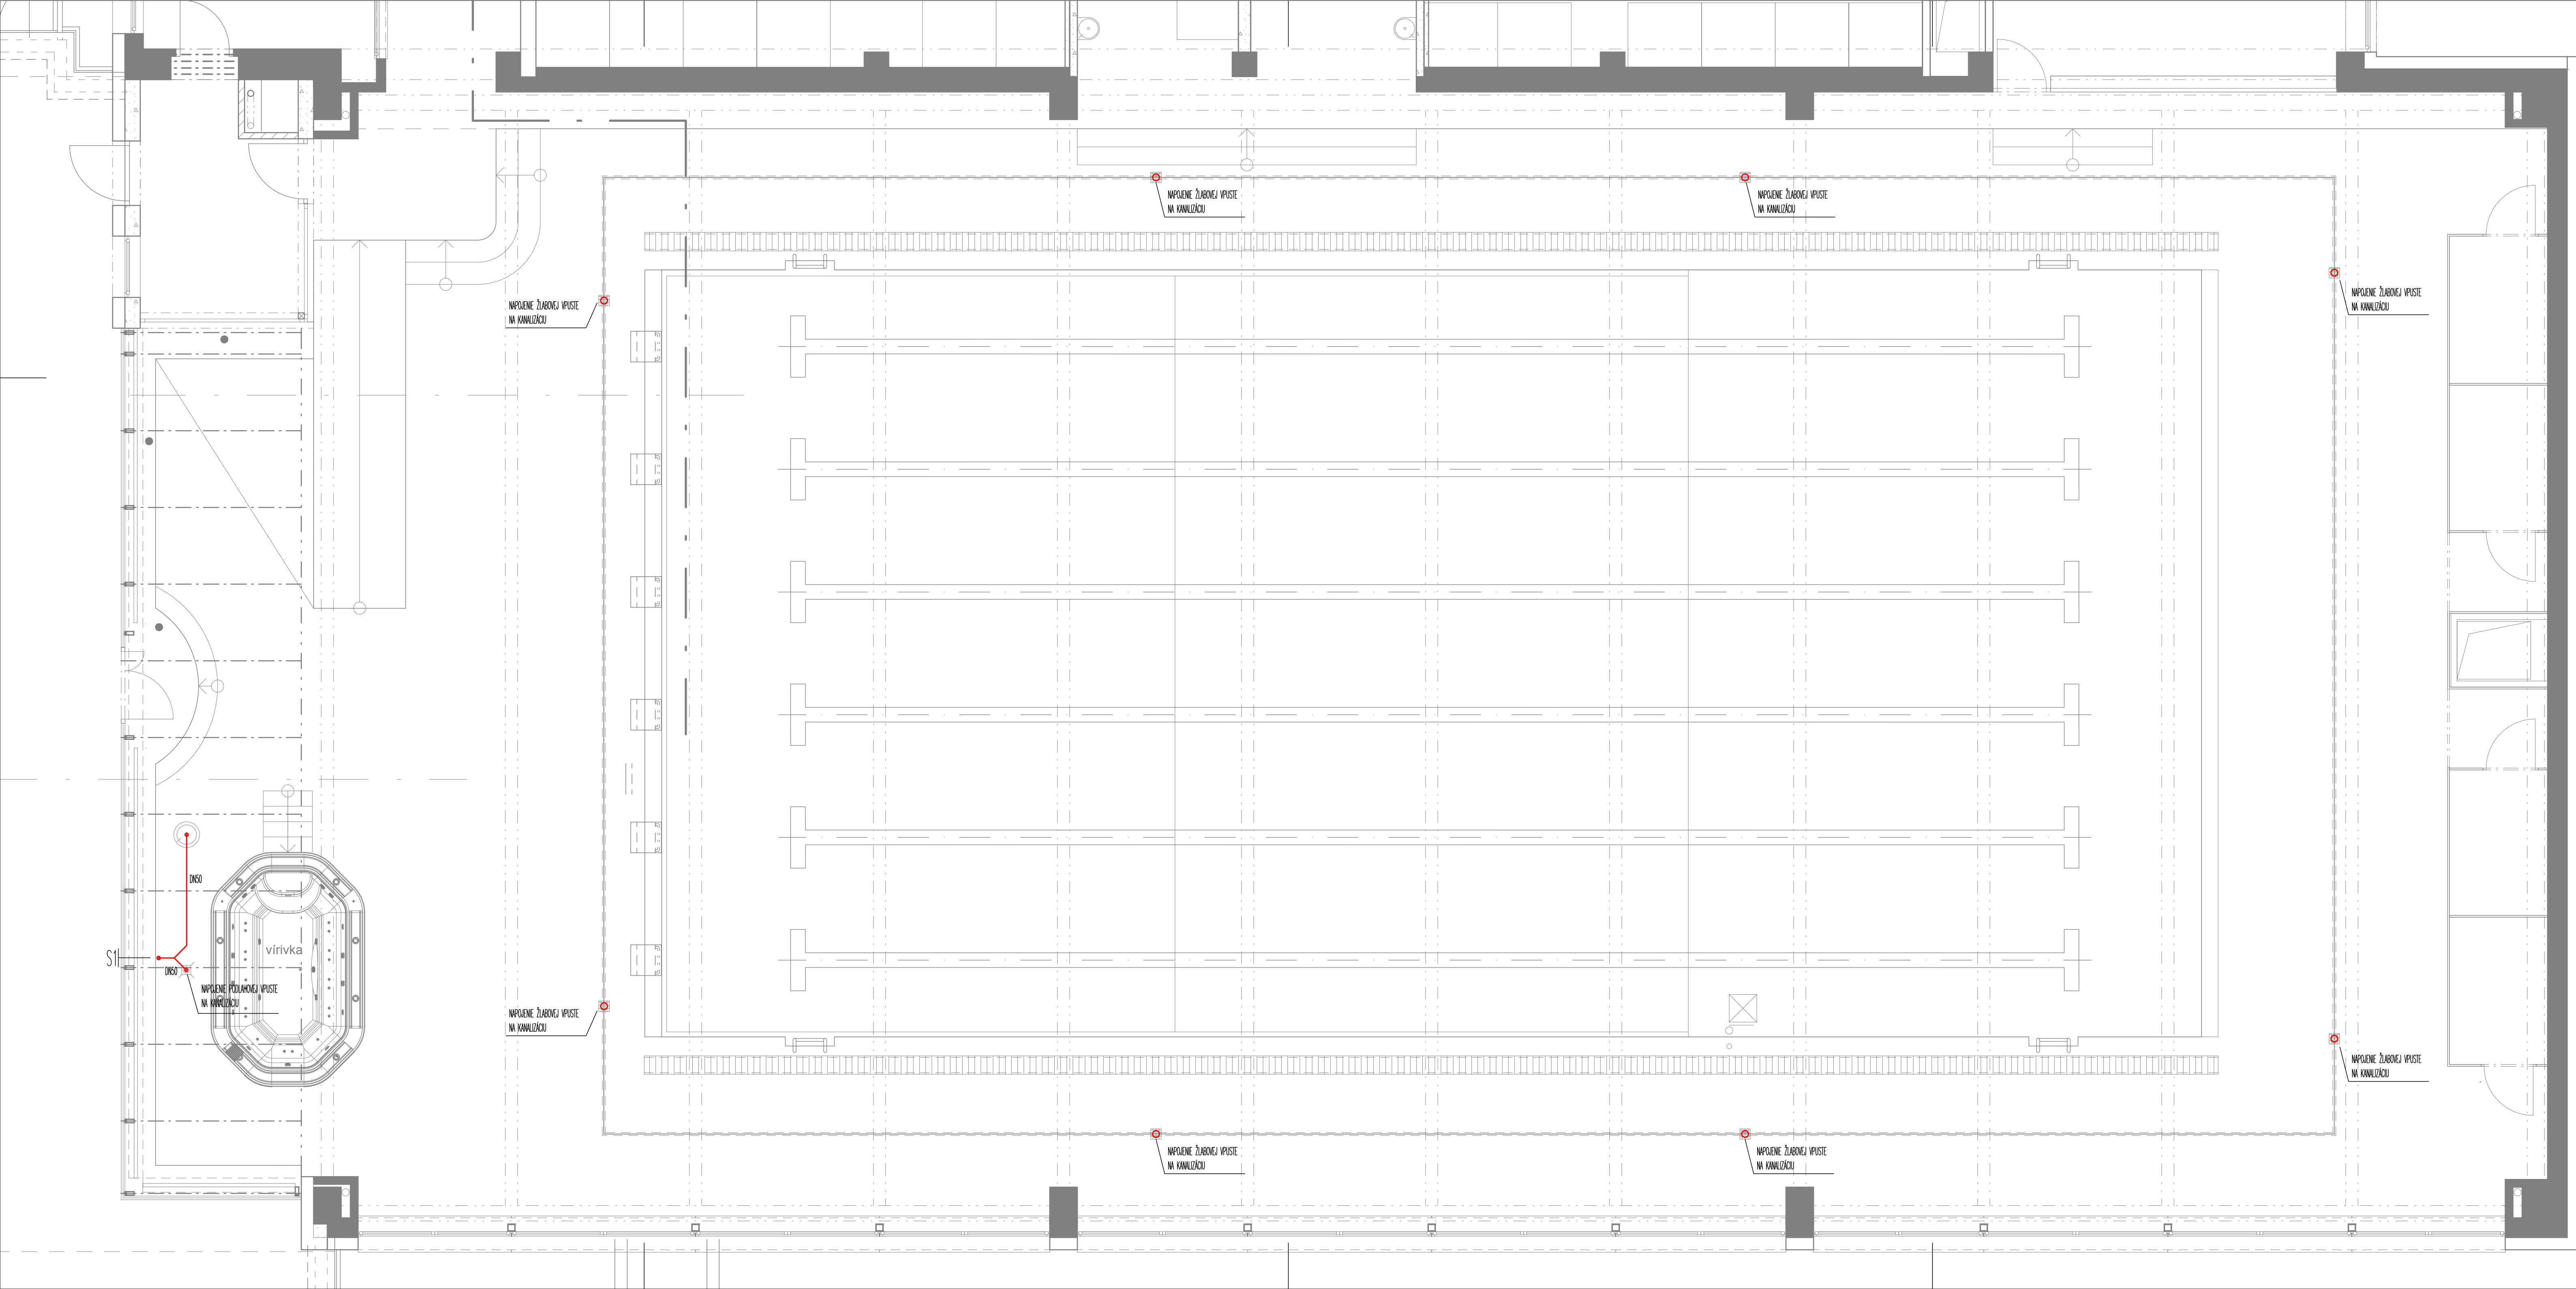 NAPOJENIE ŽLABOVEJ VPUSTE
NA KANALIZÁCIU
NAPOJENIE ŽLABOVEJ VPUSTE
NA KANALIZÁCIU
NAPOJENIE ŽLABOVEJ VPUSTE
NA KANALIZÁCIU
NAPOJENIE ŽLABOVEJ VPUSTE
NA KANALIZÁCIU
DN50
vírivka
S1
DN50
NAPOJENIE PODLAHOVEJ VPUSTE
NA KANALIZÁCIU
NAPOJENIE ŽLABOVEJ VPUSTE
NA KANALIZÁCIU
NAPOJENIE ŽLABOVEJ VPUSTE
NA KANALIZÁCIU
NAPOJENIE ŽLABOVEJ VPUSTE
NA KANALIZÁCIU
NAPOJENIE ŽLABOVEJ VPUSTE
NA KANALIZÁCIU